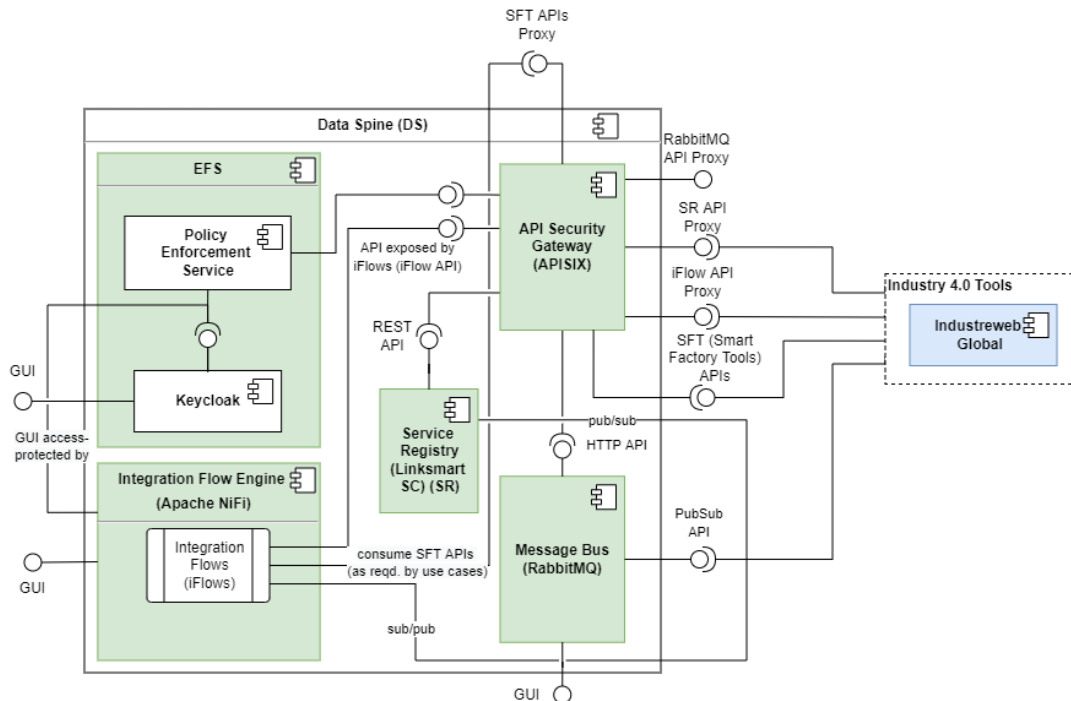 SFT APIs
Proxy
Data Spine (DS)
RabbitMQ
API Proxy
EFS
Policy
Enforcement
Service
API Security
Gateway
(APISIX)
SR API
Proxy
API exposed by
iFlows (iFlow API)
iFlow API
Proxy
Industry 4.0 Tools
Industreweb
Global
REST
API
SFT (Smart
Factory Tools)
APIs
GUI
Keycloak
GUI access-
protected by
pub/sub
Service
Registry
(Linksmart
SC) (SR)
HTTP API
Integration Flow Engine
(Apache NiFi)
PubSub
API
Integration
Flows
(iFlows)
consume SFT APIs
(as reqd. by use cases)
Message Bus
(RabbitMQ)
GUI
sub/pub
GUI